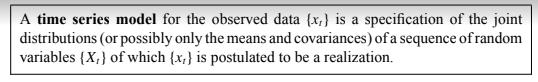 A time series model for the observed data {xₜ} is a specification of the joint
distributions (or possibly only the means and covariances) of a sequence of random
variables {Xₜ} of which {xₜ} is postulated to be a realization.